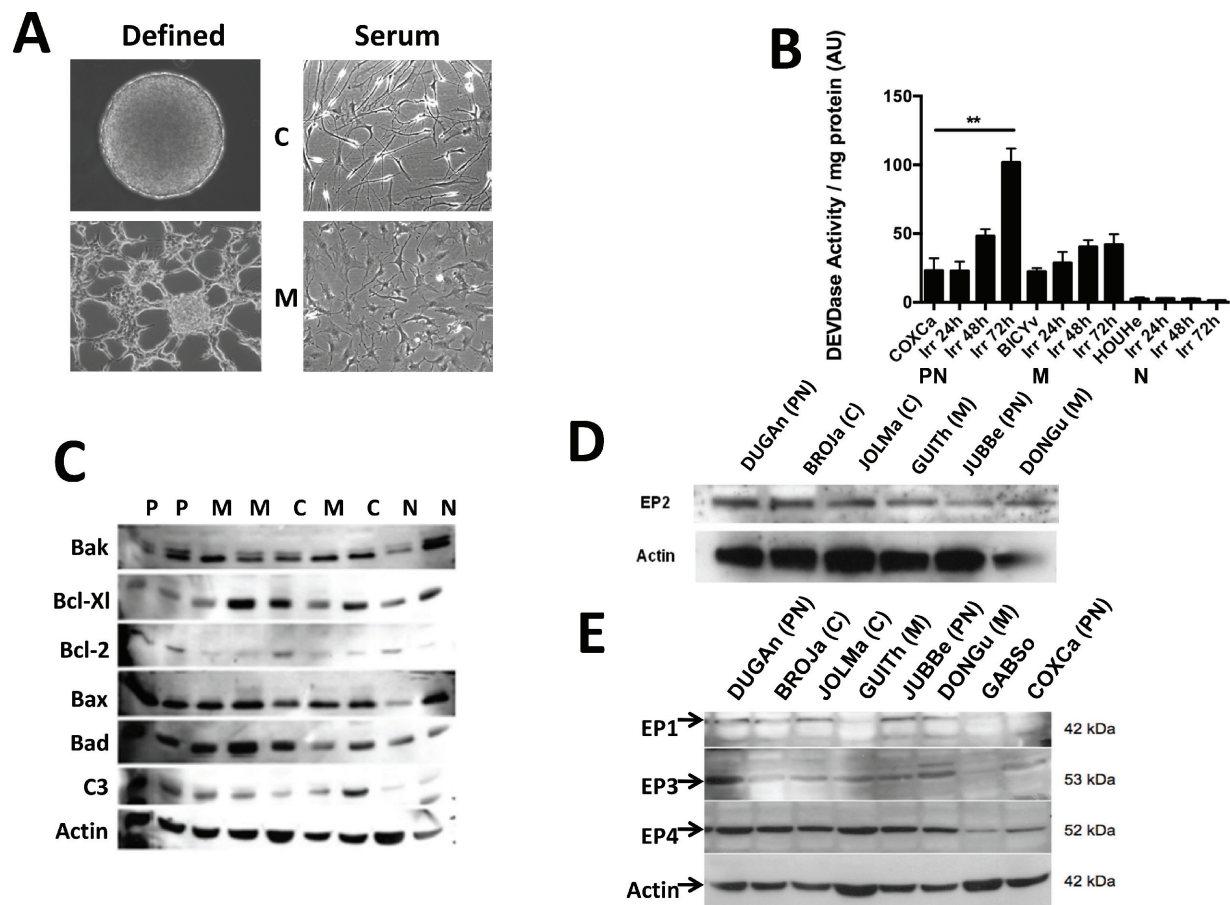 A
Defined Serum
C
M
B
DEVDase Activity / mg protein (AU)
150
100
50
0
**
COXCa Irr 24h Irr 48h Irr 72h BICYv Irr 24h Irr 48h Irr 72h HOUHe Irr 24h Irr 48h Irr 72h
PN M N
C
P P M M C M C N N
Bak
Bcl-Xl
Bcl-2
Bax
Bad
C3
Actin
D
DUGAn (PN) BROJa (C) JOLMa (C) GUITh (M) JUBBe (PN) DONGu (M)
EP2
Actin
E
DUGAn (PN) BROJa (C) JOLMa (C) GUITh (M) JUBBe (PN) DONGu (M) GABSo COXCa (PN)
EP1 42 kDa
EP3 53 kDa
EP4 52 kDa
Actin 42 kDa